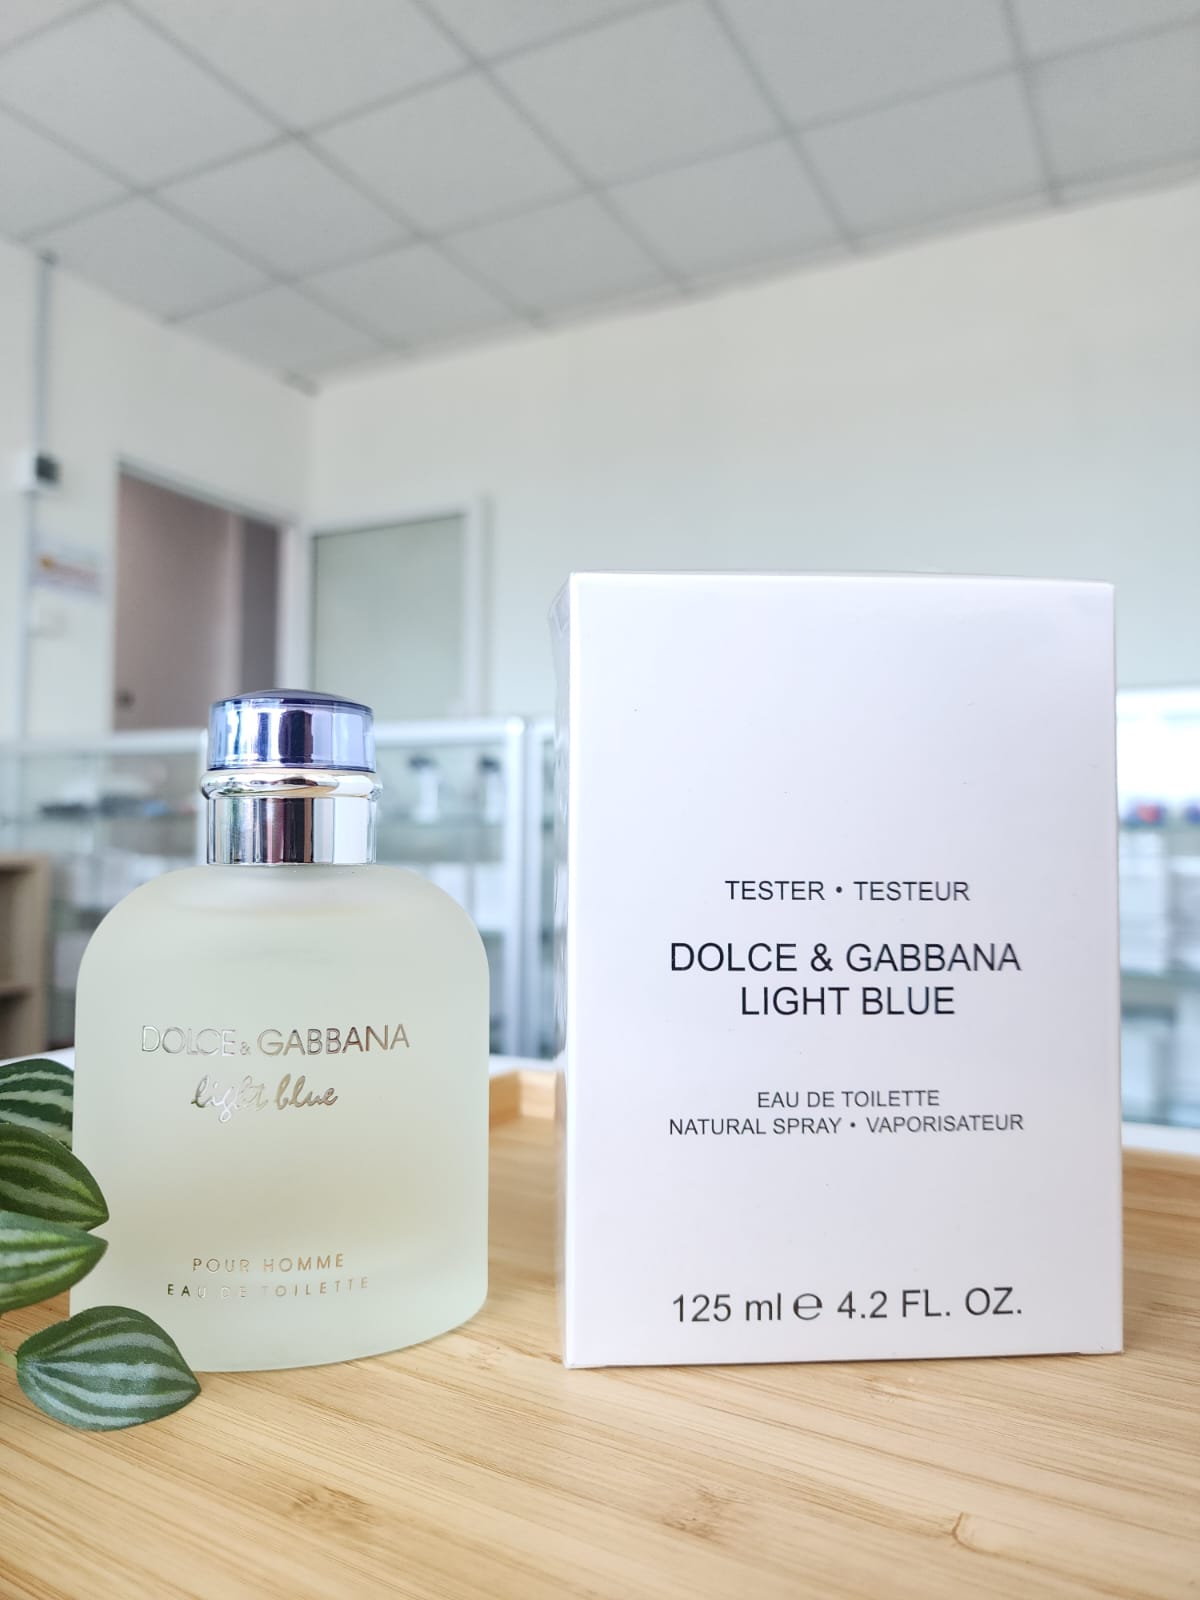 DOLCE & GABBANA
light blue
POUR HOMME
EAU DE TOILETTE
TESTER • TESTEUR
DOLCE & GABBANA
LIGHT BLUE
EAU DE TOILETTE
NATURAL SPRAY • VAPORISATEUR
125 ml ℮ 4.2 FL. OZ.